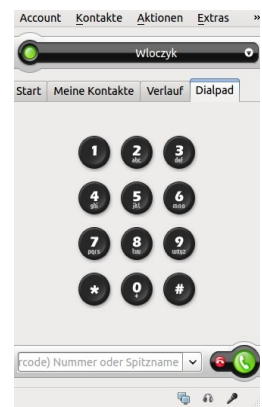 Account Kontakte Aktionen Extras »
Wloczyk
Start Meine Kontakte Verlauf Dialpad
1 2 abc 3 def
4 ghi 5 jkl 6 mno
7 pqrs 8 tuv 9 wxyz
* 0 + #
rcode) Nummer oder Spitzname